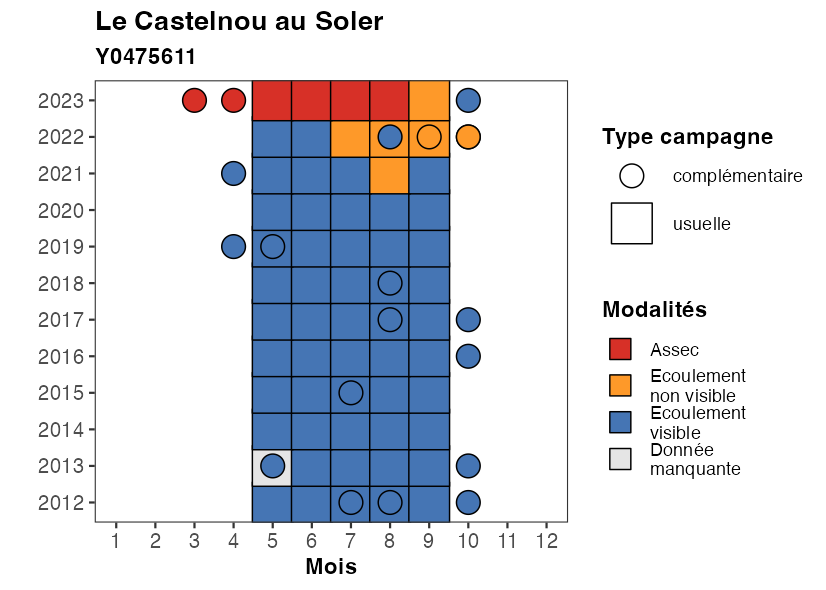 Le Castelnou au Soler
Y0475611
2023
2022
2021
2020
2019
2018
2017
2016
2015
2014
2013
2012
1 2 3 4 5 6 7 8 9 10 11 12
Mois
Type campagne
complémentaire
usuelle
Modalités
Assec
Ecoulement
non visible
Ecoulement
visible
Donnée
manquante